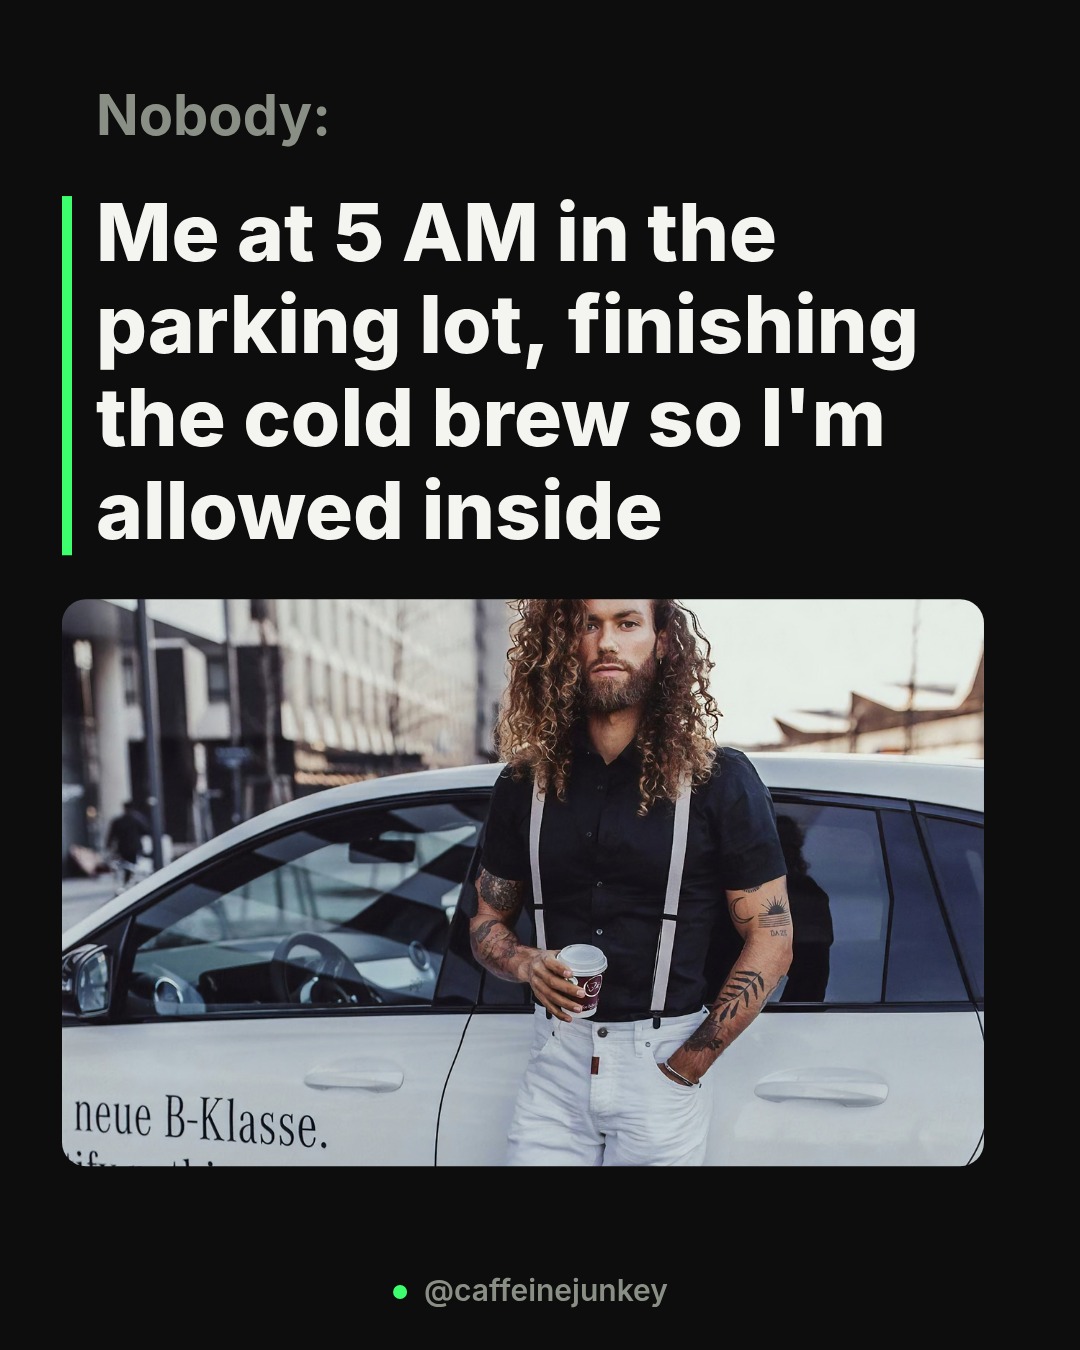 Nobody:
Me at 5 AM in the
parking lot, finishing
the cold brew so I'm
allowed inside
neue B-Klasse.
@caffeinejunkey